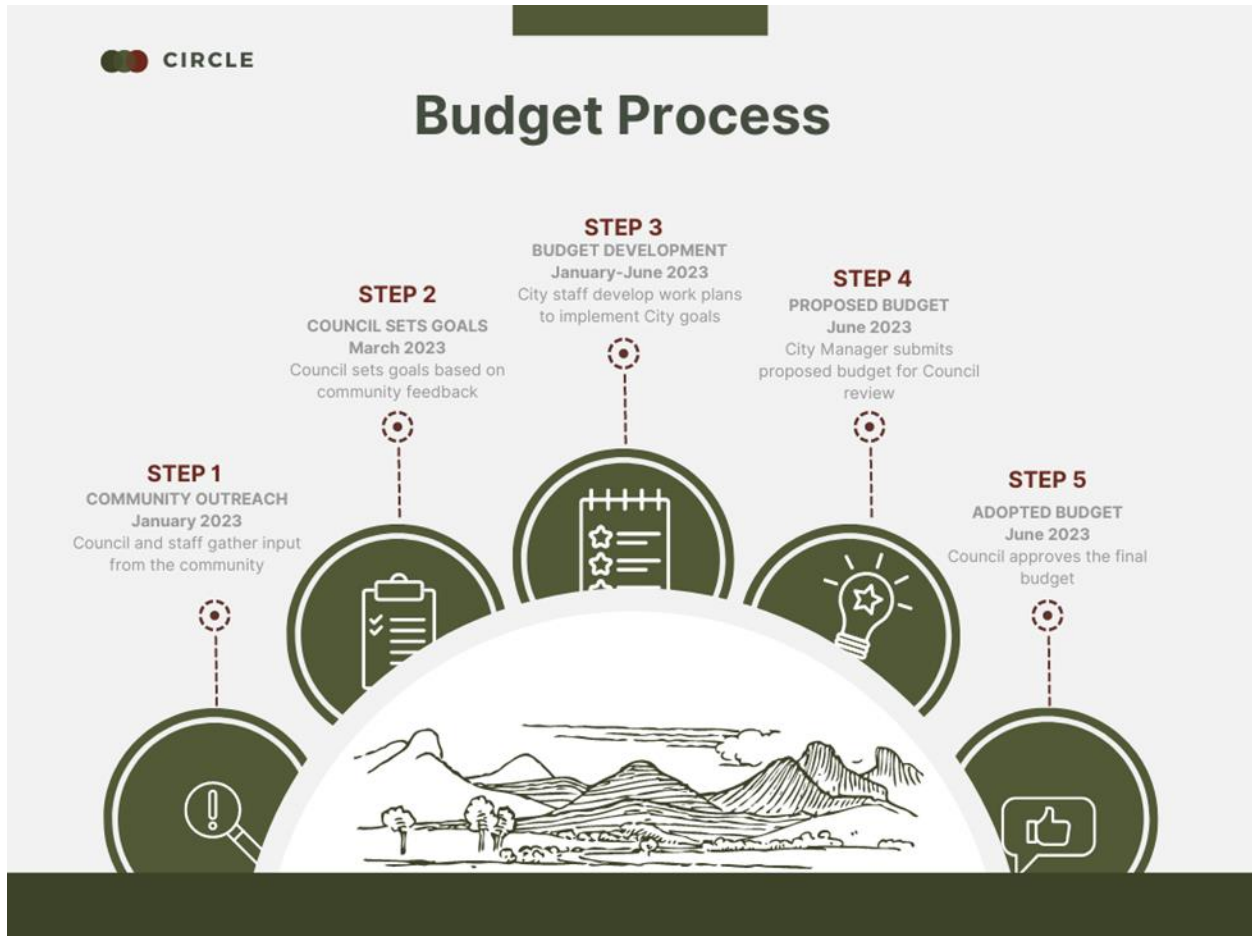 CIRCLE
Budget Process
STEP 1
COMMUNITY OUTREACH
January 2023
Council and staff gather input
from the community
STEP 2
COUNCIL SETS GOALS
March 2023
Council sets goals based on
community feedback
STEP 3
BUDGET DEVELOPMENT
January-June 2023
City staff develop work plans
to implement City goals
STEP 4
PROPOSED BUDGET
June 2023
City Manager submits
proposed budget for Council
review
STEP 5
ADOPTED BUDGET
June 2023
Council approves the final
budget